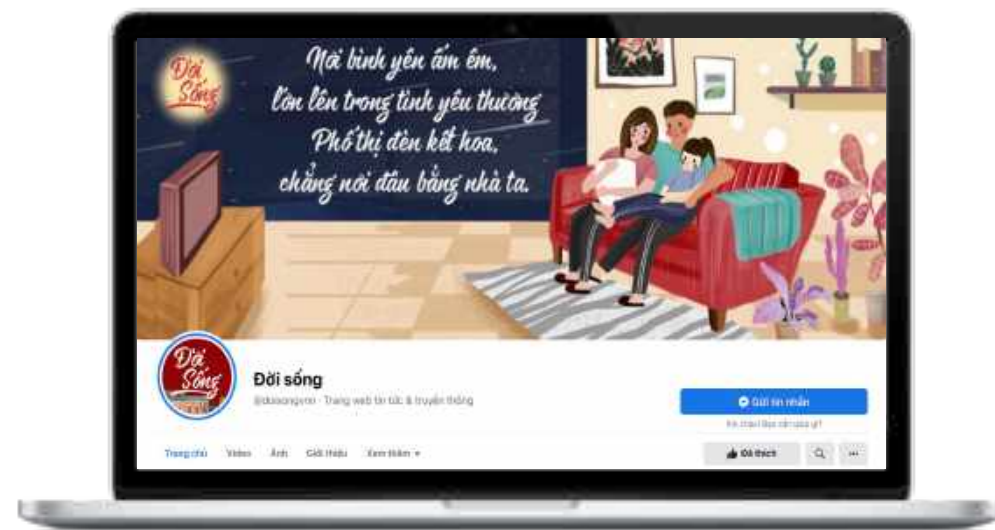 Đời
Sống
Nơi bình yên ấm êm,
lớn lên trong tình yêu thương
Phố thị đèn kết hoa,
chẳng nơi đâu bằng nhà ta.
Đời
Sống
Đời sống
@doisongvnn · Trang web tin tức & truyền thông
Gửi tin nhắn
Trang chủ Video Ảnh Giới thiệu Xem thêm
Đã thích